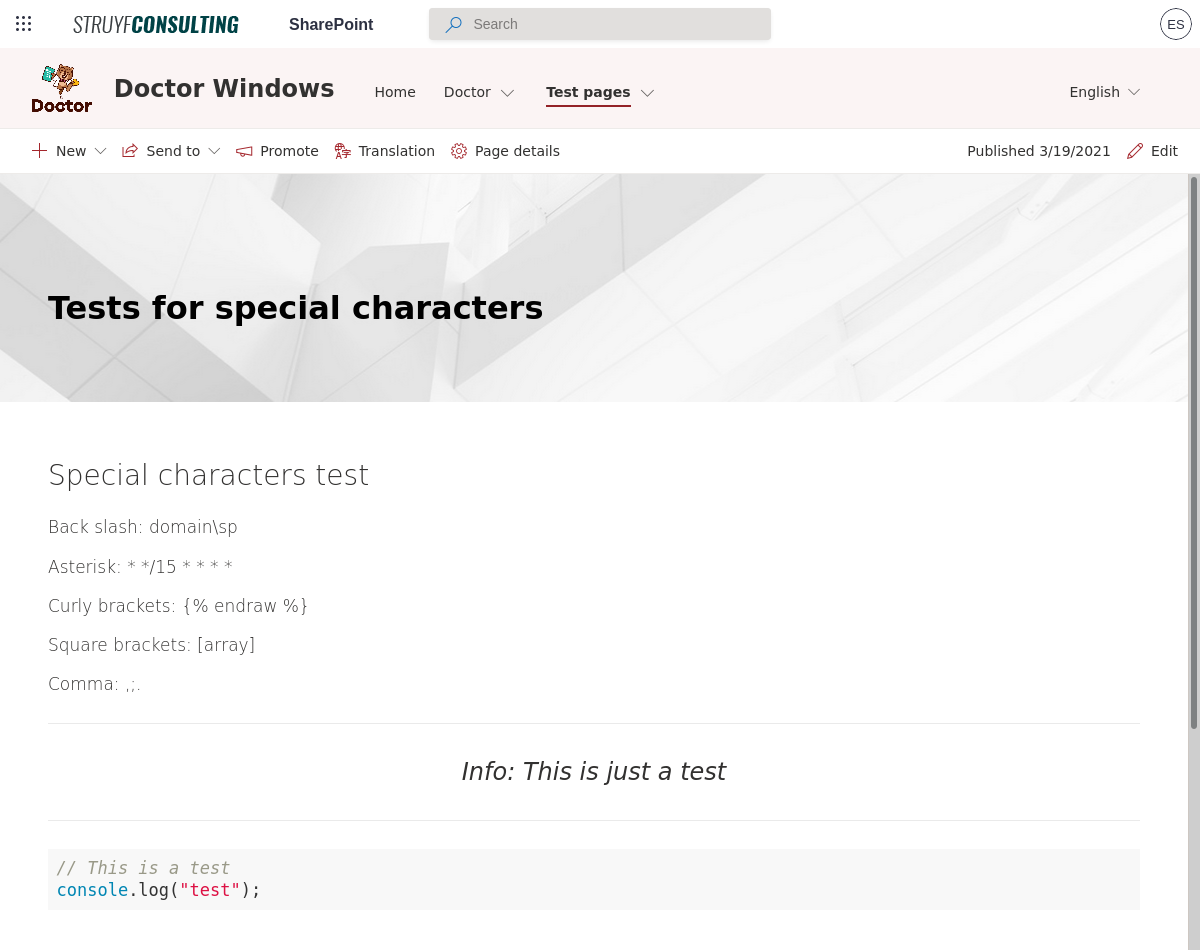 STRUYFCONSULTING SharePoint Search ES
Doctor
Doctor Windows Home Doctor Test pages English
New Send to Promote Translation Page details Published 3/19/2021 Edit
Tests for special characters
Special characters test
Back slash: domain\sp
Asterisk: * */15 * * * *
Curly brackets: {% endraw %}
Square brackets: [array]
Comma: ,;.
Info: This is just a test
// This is a test
console.log("test");